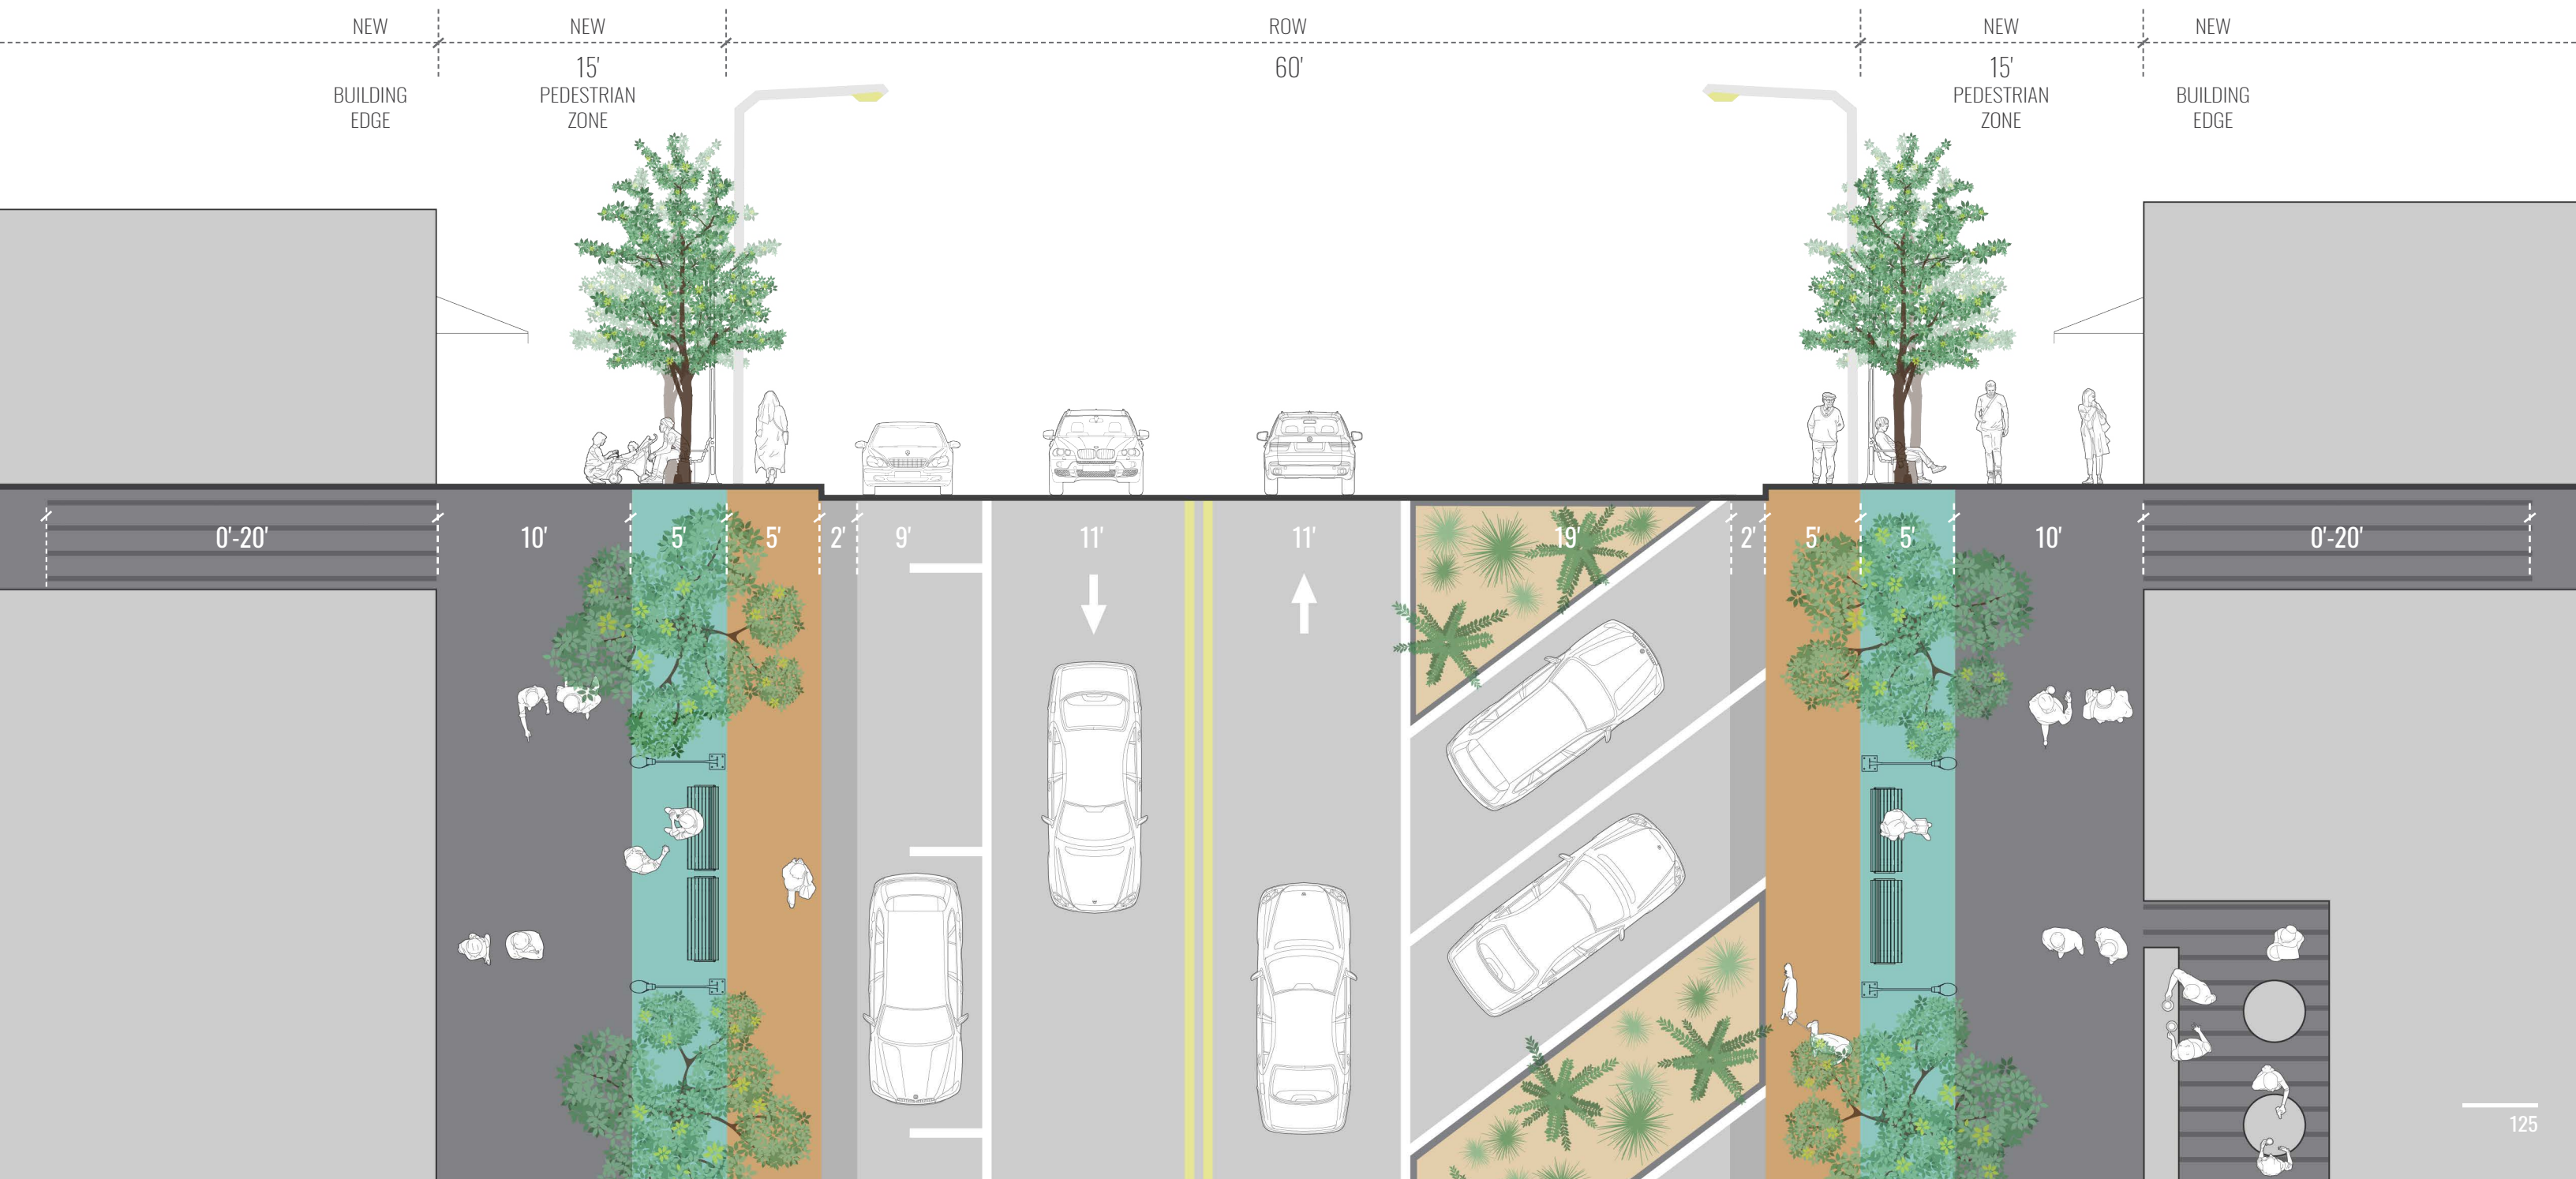 NEW NEW ROW NEW NEW
15' 60' 15'
BUILDING PEDESTRIAN PEDESTRIAN BUILDING
EDGE ZONE ZONE EDGE
0'-20' 10' 5' 5' 2' 9' 11' 11' 19' 2' 5' 5' 10' 0'-20'
125